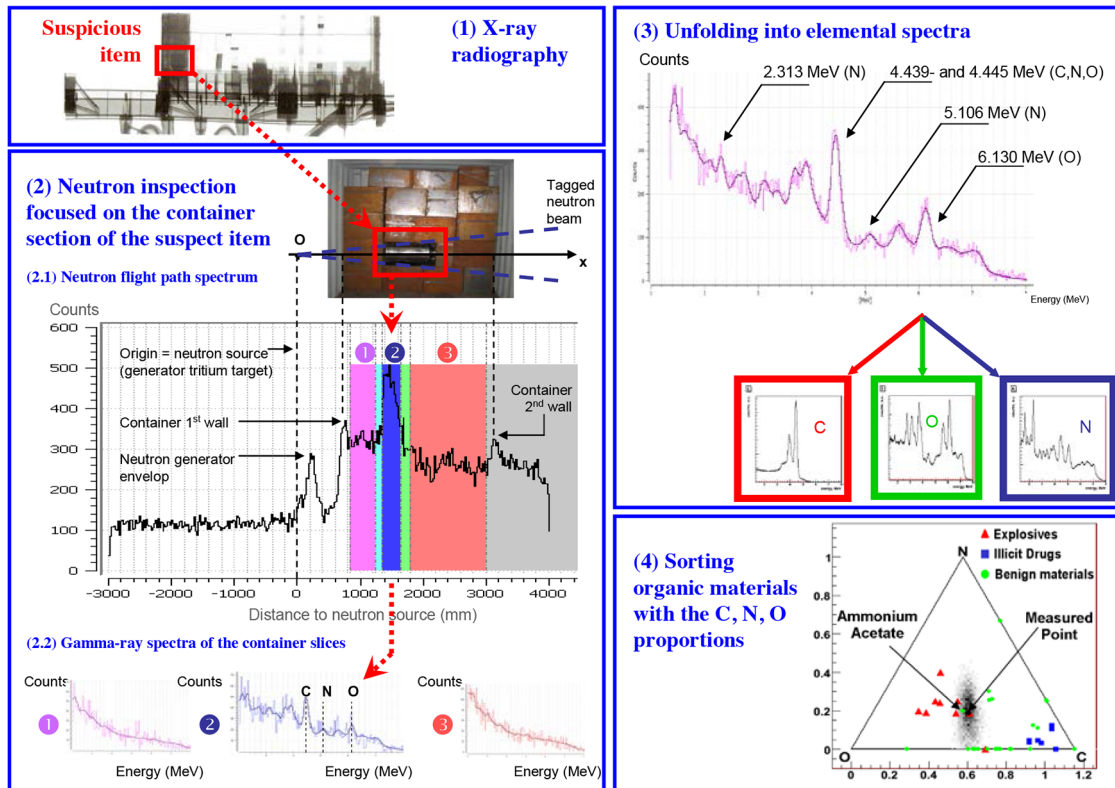 Suspicious
item
(1) X-ray
radiography
(2) Neutron inspection
focused on the container
section of the suspect item
Tagged
neutron
beam
O
x
(2.1) Neutron flight path spectrum
Counts
600
500
400
300
200
100
0
Origin = neutron source
(generator tritium target)
Container 1st wall
Neutron generator
envelop
1
2
3
Container
2nd wall
-3000 -2000 -1000 0 1000 2000 3000 4000
Distance to neutron source (mm)
(2.2) Gamma-ray spectra of the container slices
Counts
1
Energy (MeV)
Counts
2
C N O
Energy (MeV)
Counts
3
Energy (MeV)
(3) Unfolding into elemental spectra
Counts
2.313 MeV (N)
4.439- and 4.445 MeV (C,N,O)
5.106 MeV (N)
6.130 MeV (O)
Counts
[MeV]
Energy (MeV)
C
O
N
(4) Sorting
organic materials
with the C, N, O
proportions
Explosives
Illicit Drugs
Benign materials
N
Ammonium
Acetate
Measured
Point
1
0.8
0.6
0.4
0.2
0
O
C
0 0.2 0.4 0.6 0.8 1 1.2